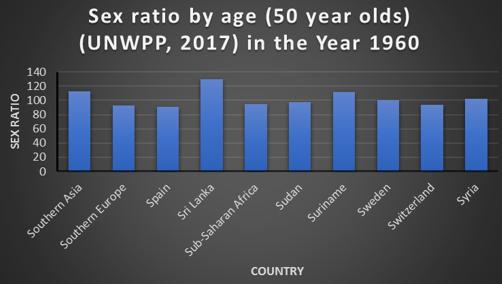 Sex ratio by age (50 year olds)
(UNWPP, 2017) in the Year 1960
SEX RATIO
140
120
100
80
60
40
20
0
Southern Asia
Southern Europe
Spain
Sri Lanka
Sub-Saharan Africa
Sudan
Suriname
Sweden
Switzerland
Syria
COUNTRY